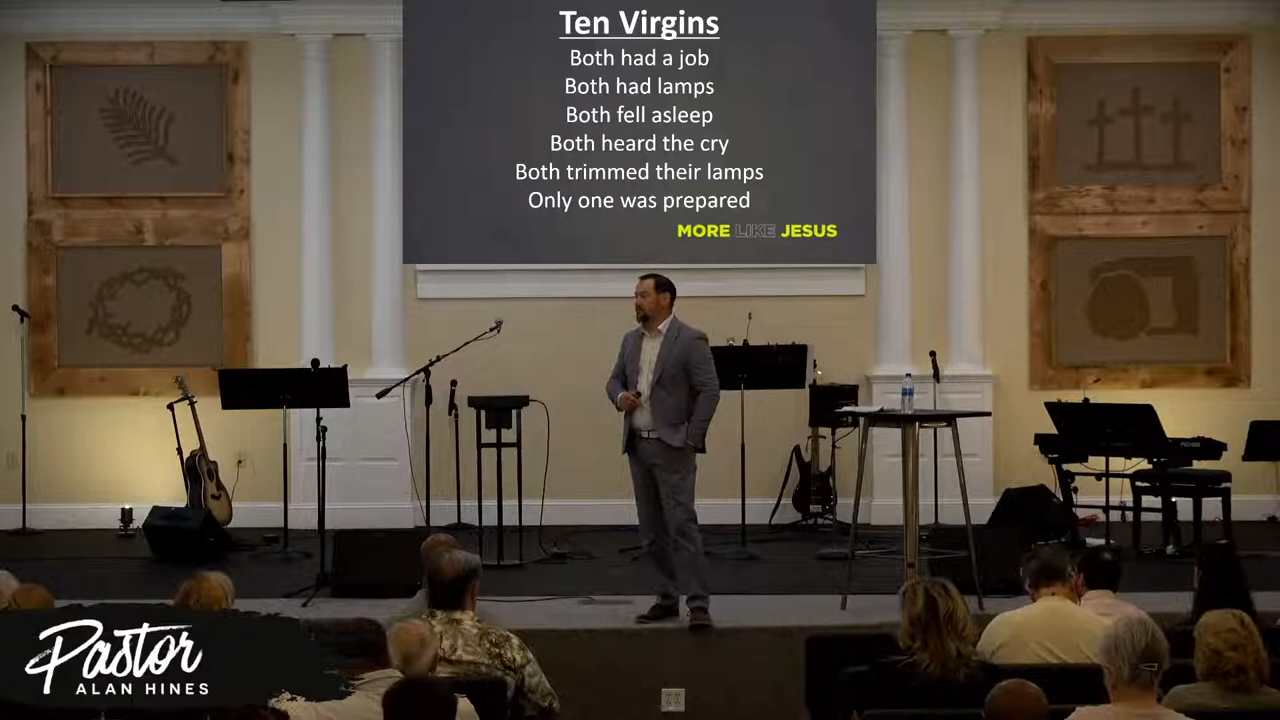 Ten Virgins
Both had a job
Both had lamps
Both fell asleep
Both heard the cry
Both trimmed their lamps
Only one was prepared
MORE LIKE JESUS
Pastor
ALAN HINES